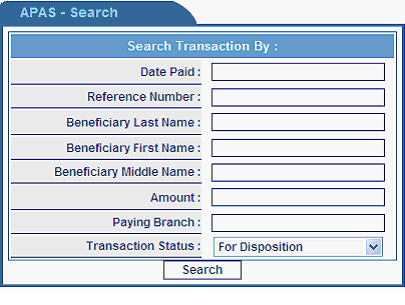 APAS - Search
Search Transaction By :
Date Paid :
Reference Number :
Beneficiary Last Name :
Beneficiary First Name :
Beneficiary Middle Name :
Amount :
Paying Branch :
Transaction Status : For Disposition
Search